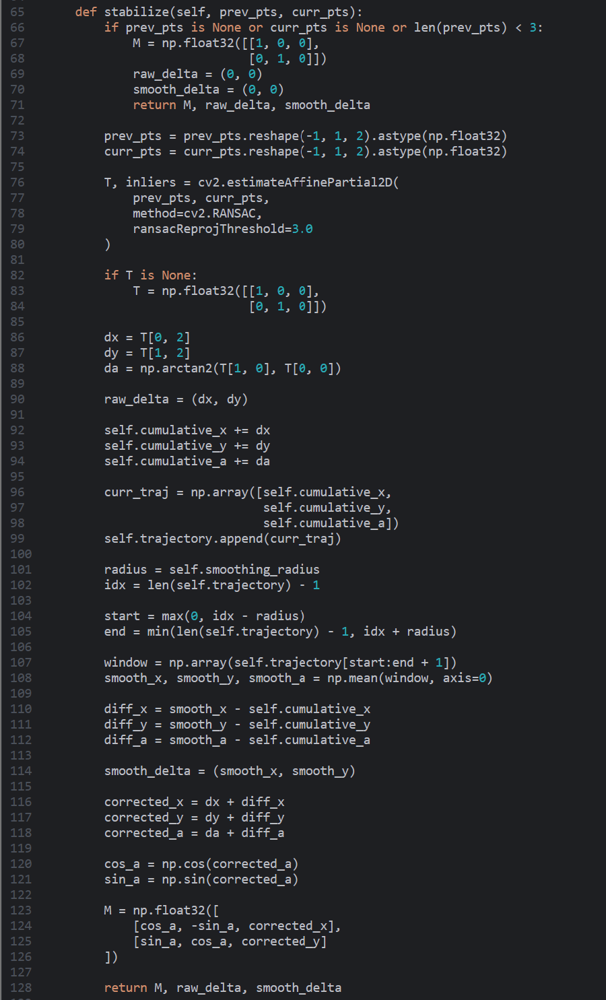 65 def stabilize(self, prev_pts, curr_pts):
66 if prev_pts is None or curr_pts is None or len(prev_pts) < 3:
67 M = np.float32([[1, 0, 0],
68 [0, 1, 0]])
69 raw_delta = (0, 0)
70 smooth_delta = (0, 0)
71 return M, raw_delta, smooth_delta
72
73 prev_pts = prev_pts.reshape(-1, 1, 2).astype(np.float32)
74 curr_pts = curr_pts.reshape(-1, 1, 2).astype(np.float32)
75
76 T, inliers = cv2.estimateAffinePartial2D(
77 prev_pts, curr_pts,
78 method=cv2.RANSAC,
79 ransacReprojThreshold=3.0
80 )
81
82 if T is None:
83 T = np.float32([[1, 0, 0],
84 [0, 1, 0]])
85
86 dx = T[0, 2]
87 dy = T[1, 2]
88 da = np.arctan2(T[1, 0], T[0, 0])
89
90 raw_delta = (dx, dy)
91
92 self.cumulative_x += dx
93 self.cumulative_y += dy
94 self.cumulative_a += da
95
96 curr_traj = np.array([self.cumulative_x,
97 self.cumulative_y,
98 self.cumulative_a])
99 self.trajectory.append(curr_traj)
100
101 radius = self.smoothing_radius
102 idx = len(self.trajectory) - 1
103
104 start = max(0, idx - radius)
105 end = min(len(self.trajectory) - 1, idx + radius)
106
107 window = np.array(self.trajectory[start:end + 1])
108 smooth_x, smooth_y, smooth_a = np.mean(window, axis=0)
109
110 diff_x = smooth_x - self.cumulative_x
111 diff_y = smooth_y - self.cumulative_y
112 diff_a = smooth_a - self.cumulative_a
113
114 smooth_delta = (smooth_x, smooth_y)
115
116 corrected_x = dx + diff_x
117 corrected_y = dy + diff_y
118 corrected_a = da + diff_a
119
120 cos_a = np.cos(corrected_a)
121 sin_a = np.sin(corrected_a)
122
123 M = np.float32([
124 [cos_a, -sin_a, corrected_x],
125 [sin_a, cos_a, corrected_y]
126 ])
127
128 return M, raw_delta, smooth_delta